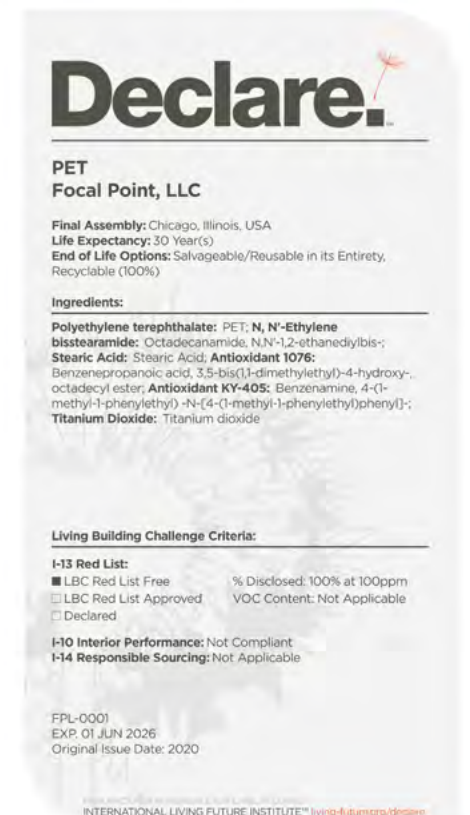 Declare.
PET
Focal Point, LLC
Final Assembly: Chicago, Illinois, USA
Life Expectancy: 30 Year(s)
End of Life Options: Salvageable/Reusable in its Entirety,
Recyclable (100%)
Ingredients:
Polyethylene terephthalate: PET; N, N'-Ethylene
bisstearamide: Octadecanamide, N,N'-1,2-ethanediylbis-;
Stearic Acid: Stearic Acid; Antioxidant 1076:
Benzenepropanoic acid, 3,5-bis(1,1-dimethylethyl)-4-hydroxy-,
octadecyl ester; Antioxidant KY-405: Benzenamine, 4-(1-
methyl-1-phenylethyl) -N-[4-(1-methyl-1-phenylethyl)phenyl]-;
Titanium Dioxide: Titanium dioxide
Living Building Challenge Criteria:
I-13 Red List:
LBC Red List Free % Disclosed: 100% at 100ppm
LBC Red List Approved VOC Content: Not Applicable
Declared
I-10 Interior Performance: Not Compliant
I-14 Responsible Sourcing: Not Applicable
FPL-0001
EXP. 01 JUN 2026
Original Issue Date: 2020
INTERNATIONAL LIVING FUTURE INSTITUTE™ living-future.org/declare